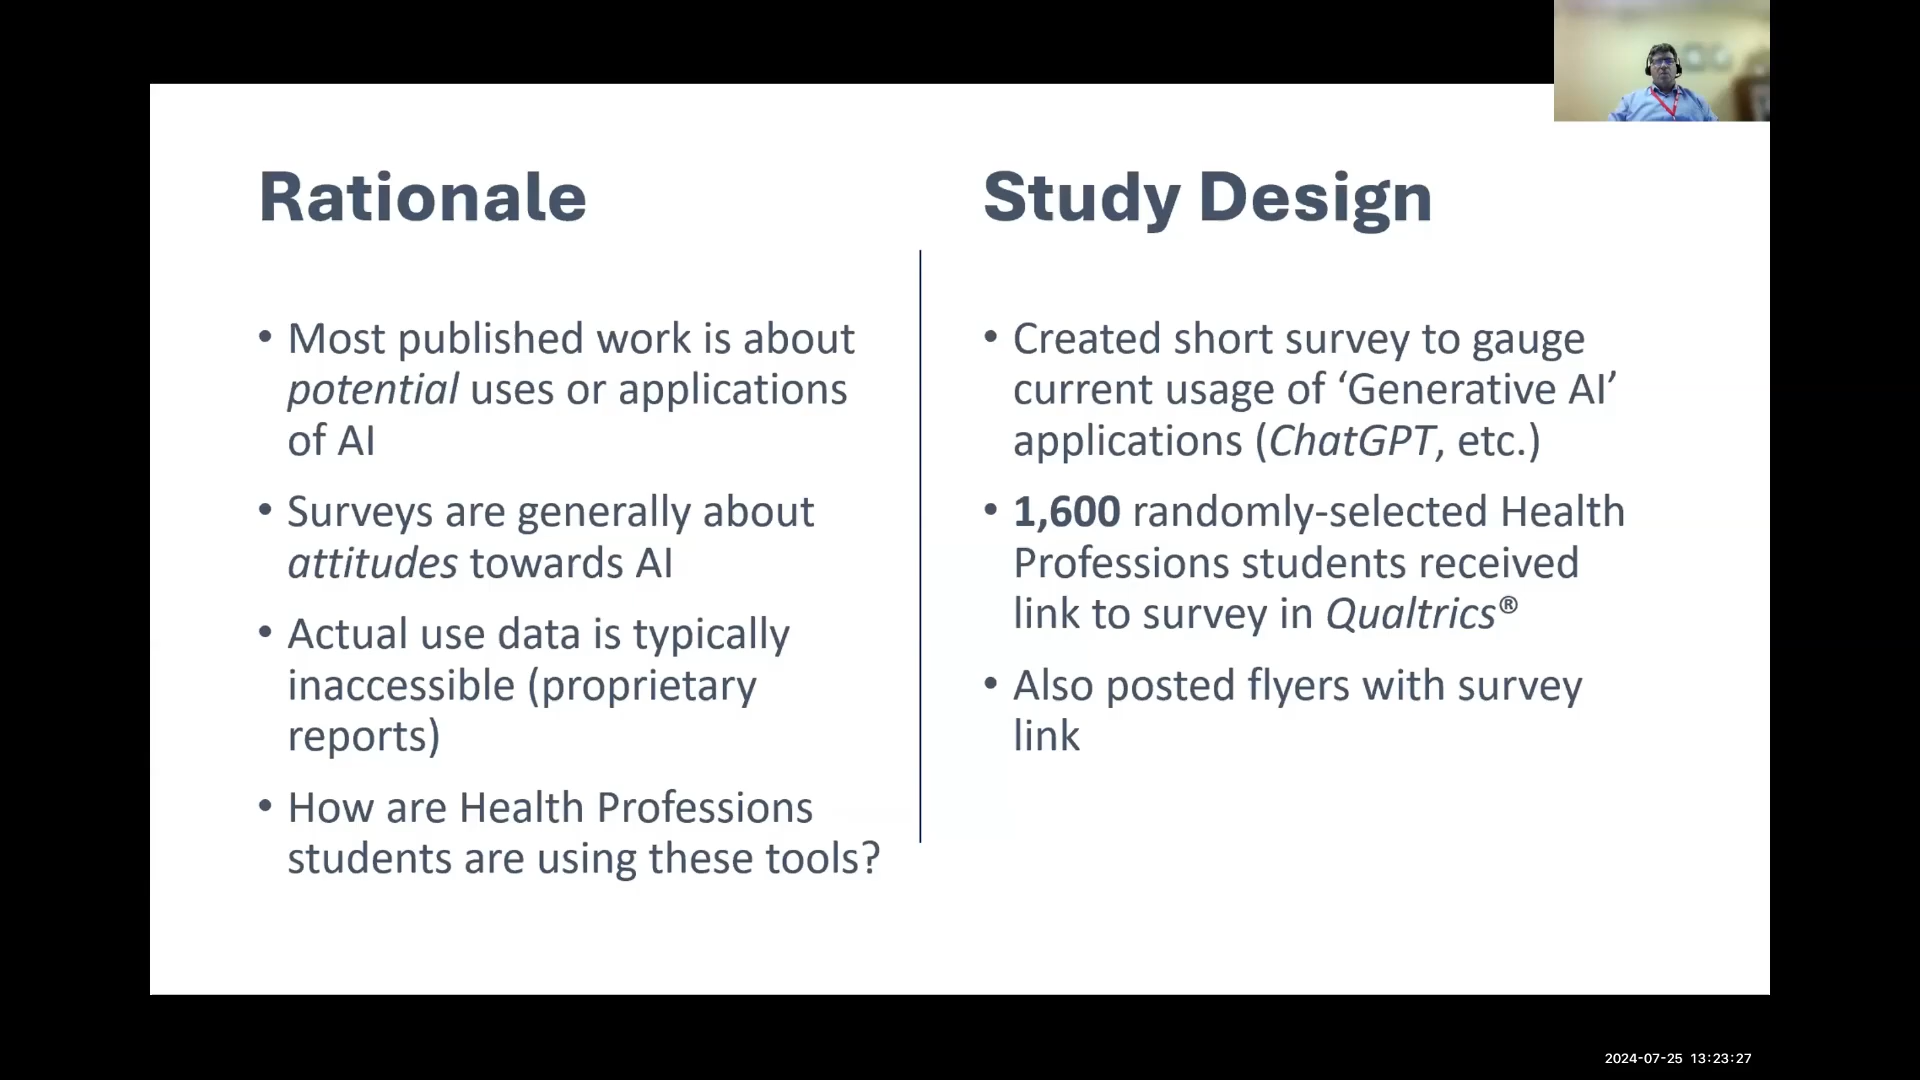 Rationale
• Most published work is about
potential uses or applications
of AI
• Surveys are generally about
attitudes towards AI
• Actual use data is typically
inaccessible (proprietary
reports)
• How are Health Professions
students are using these tools?
Study Design
• Created short survey to gauge
current usage of ‘Generative AI’
applications (ChatGPT, etc.)
• 1,600 randomly-selected Health
Professions students received
link to survey in Qualtrics®
• Also posted flyers with survey
link
2024-07-25 13:23:27